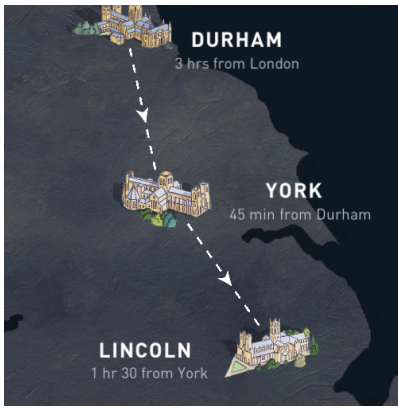 DURHAM
3 hrs from London
YORK
45 min from Durham
LINCOLN
1 hr 30 from York